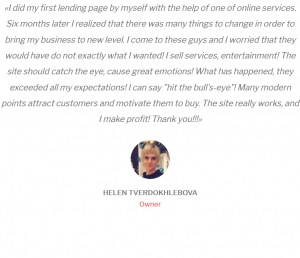 «I did my first lending page by myself with the help of one of online services.
Six months later I realized that there was many things to change in order to
bring my business to new level. I come to these guys and I worried that they
would have do not exactly what I wanted! I sell services, entertainment! The
site should catch the eye, cause great emotions! What has happened, they
exceeded all my expectations! I can say "hit the bull's-eye"! Many modern
points attract customers and motivate them to buy. The site really works, and
I make profit! Thank you!!!»
HELEN TVERDOKHLEBOVA
Owner